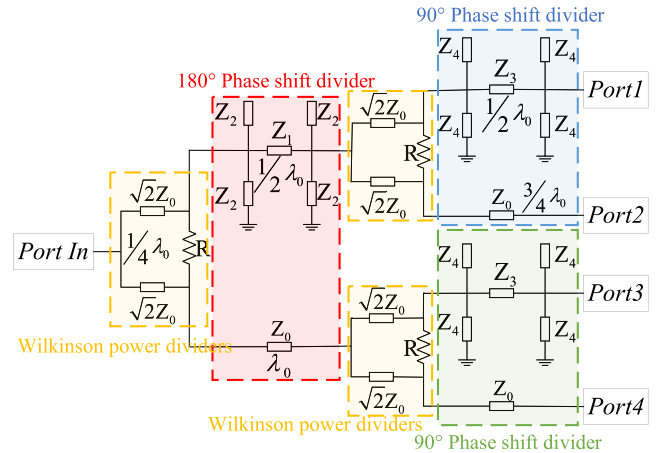 90° Phase shift divider
180° Phase shift divider
Z₄ Z₄
Z₃
Port1
√2Z₀
Z₂ Z₂
Z₁
R
Z₄ 1/2 λ₀ Z₄
1/2 λ₀
√2Z₀
Z₂ Z₂
√2Z₀
Z₀ 3/4 λ₀
Port2
Port In
1/4 λ₀
R
Z₄ Z₄
√2Z₀
√2Z₀
Z₃
Port3
Wilkinson power dividers
Z₀
λ₀
R
Z₄ Z₄
√2Z₀
Z₀
Port4
Wilkinson power dividers
90° Phase shift divider